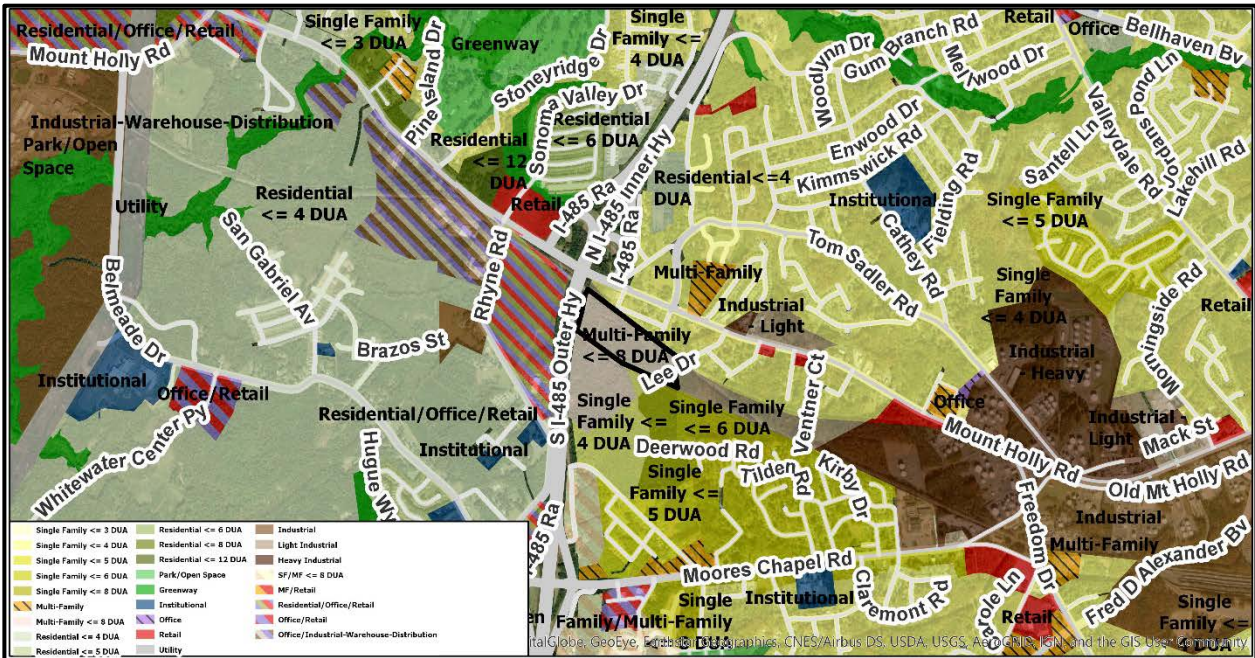 Residential/Office/Retail
Mount Holly Rd
Single Family
<= 3 DUA
Pine Island Dr
Greenway
Stoneyridge Dr
Sonoma Valley Dr
Single
Family <=
4 DUA
Woodlynn Dr
Gum Branch Rd
Mellwood Dr
Retail
Office
Bellhaven Bv
Industrial-Warehouse-Distribution
Park/Open
Space
Residential
<= 12
DUA
Residential
<= 6 DUA
Enwood Dr
Kimmswick Rd
Valleydale Rd
Santell Ln
Jordans Pond Ln
Lakehill Rd
Utility
Residential
<= 4 DUA
Retail
I-485 Ra
N I-485 Inner Hy
I-485 Ra
Residential<=4
DUA
Institutional
Cathey Rd
Fielding Rd
Single Family
<= 5 DUA
San Gabriel Av
Rhyne Rd
Tom Sadler Rd
Belmeade Dr
Multi-Family
Industrial
- Light
Single
Family
<= 4 DUA
Morningside Rd
Retail
Brazos St
S I-485 Outer Hy
Multi-Family
<= 8 DUA
Lee Dr
Ventner Ct
Industrial -
Heavy
Institutional
Office/Retail
Whitewater Center Py
Residential/Office/Retail
Institutional
Hugue Wy
Single
Family <=
4 DUA
Single Family
<= 6 DUA
Office
Mount Holly Rd
Industrial -
Light
Mack St
Old Mt Holly Rd
Deerwood Rd
Tilden Rd
Kirby Dr
Single
Family <=
5 DUA
Freedom Dr
Industrial
Multi-Family
Fred D Alexander Bv
I-485 Ra
Moores Chapel Rd
Single
Family/Multi-Family
Institutional
Claremont Rd
Carole Ln
Retail
Single
Family <=
Single Family <= 3 DUA
Single Family <= 4 DUA
Single Family <= 5 DUA
Single Family <= 6 DUA
Single Family <= 8 DUA
Multi-Family
Multi-Family <= 8 DUA
Residential <= 4 DUA
Residential <= 5 DUA
Residential <= 6 DUA
Residential <= 8 DUA
Residential <= 12 DUA
Park/Open Space
Greenway
Institutional
Office
Retail
Utility
Industrial
Light Industrial
Heavy Industrial
SF/MF <= 8 DUA
MF/Retail
Residential/Office/Retail
Office/Retail
Office/Industrial-Warehouse-Distribution
italGlobe, GeoEye, Earthstar Geographics, CNES/Airbus DS, USDA, USGS, AeroGRID, IGN, and the GIS User Community